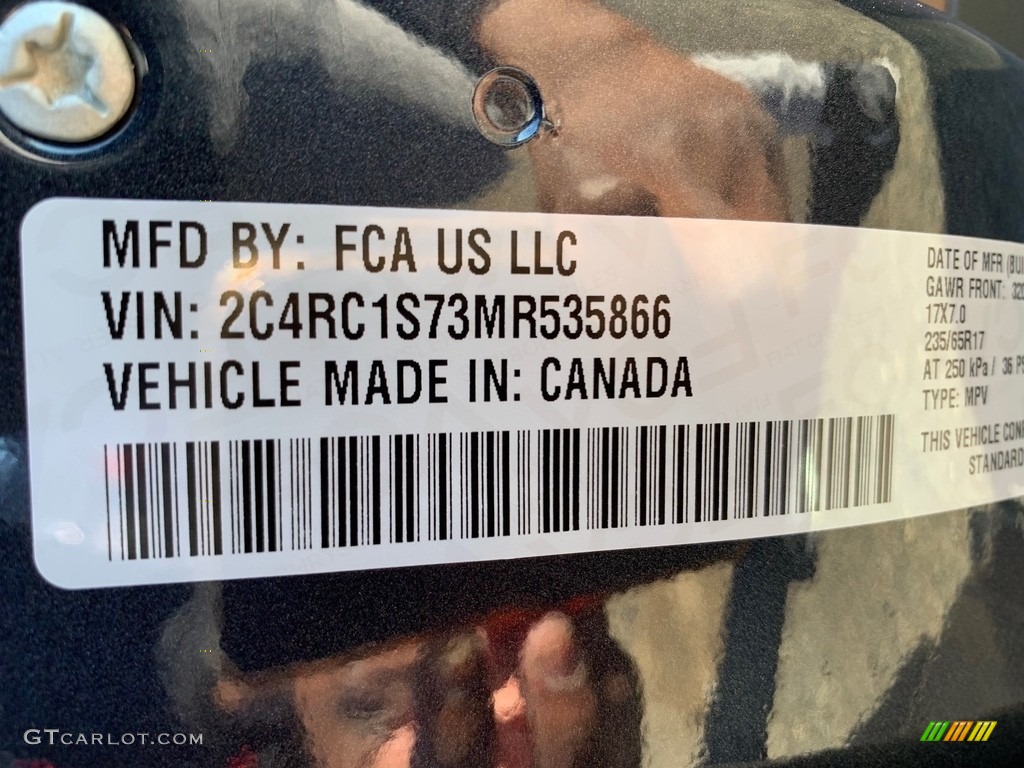 MFD BY: FCA US LLC
VIN: 2C4RC1S73MR535866
VEHICLE MADE IN: CANADA
DATE OF MFR
GAWR FRONT:
17X7.0
235/65R17
AT 250 kPa / 36
TYPE: MPV
THIS VEHICLE
STANDARD
GTCARLOT.COM